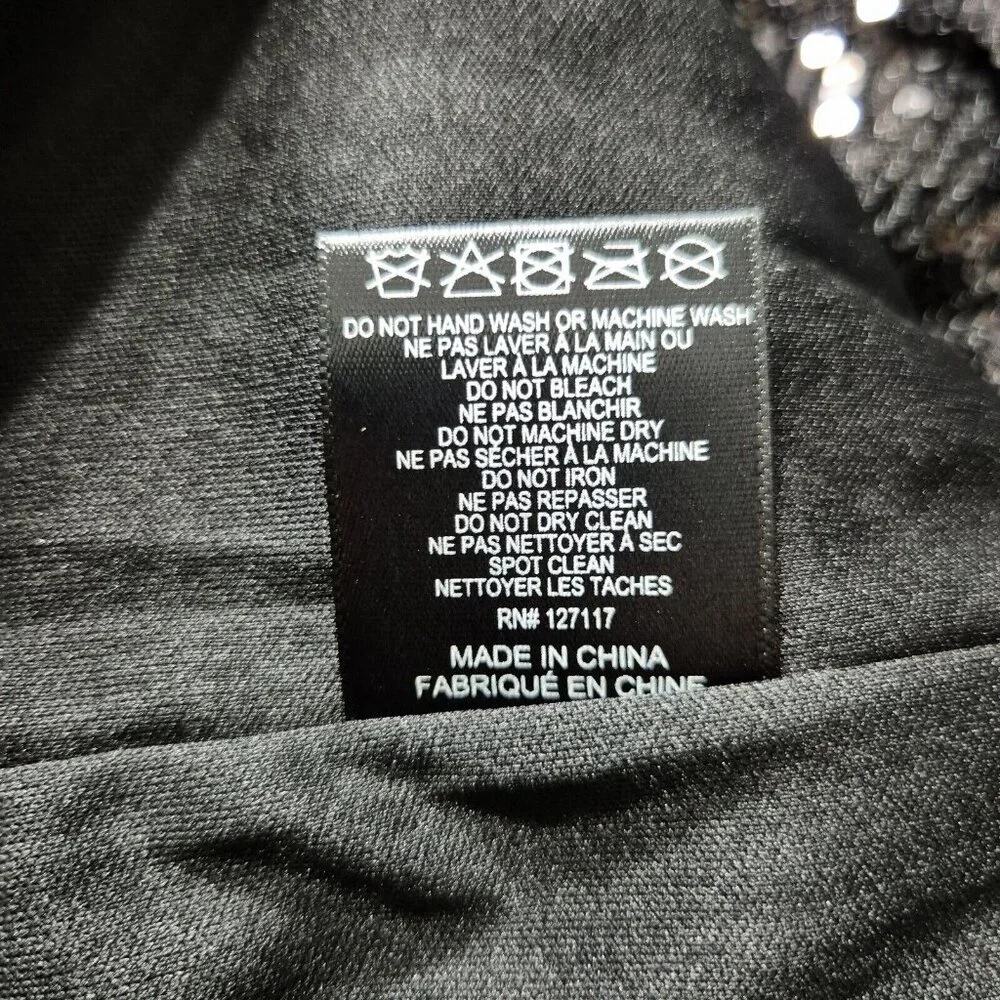 DO NOT HAND WASH OR MACHINE WASH
NE PAS LAVER À LA MAIN OU
LAVER À LA MACHINE
DO NOT BLEACH
NE PAS BLANCHIR
DO NOT MACHINE DRY
NE PAS SÉCHER À LA MACHINE
DO NOT IRON
NE PAS REPASSER
DO NOT DRY CLEAN
NE PAS NETTOYER À SEC
SPOT CLEAN
NETTOYER LES TACHES
RN# 127117
MADE IN CHINA
FABRIQUÉ EN CHINE